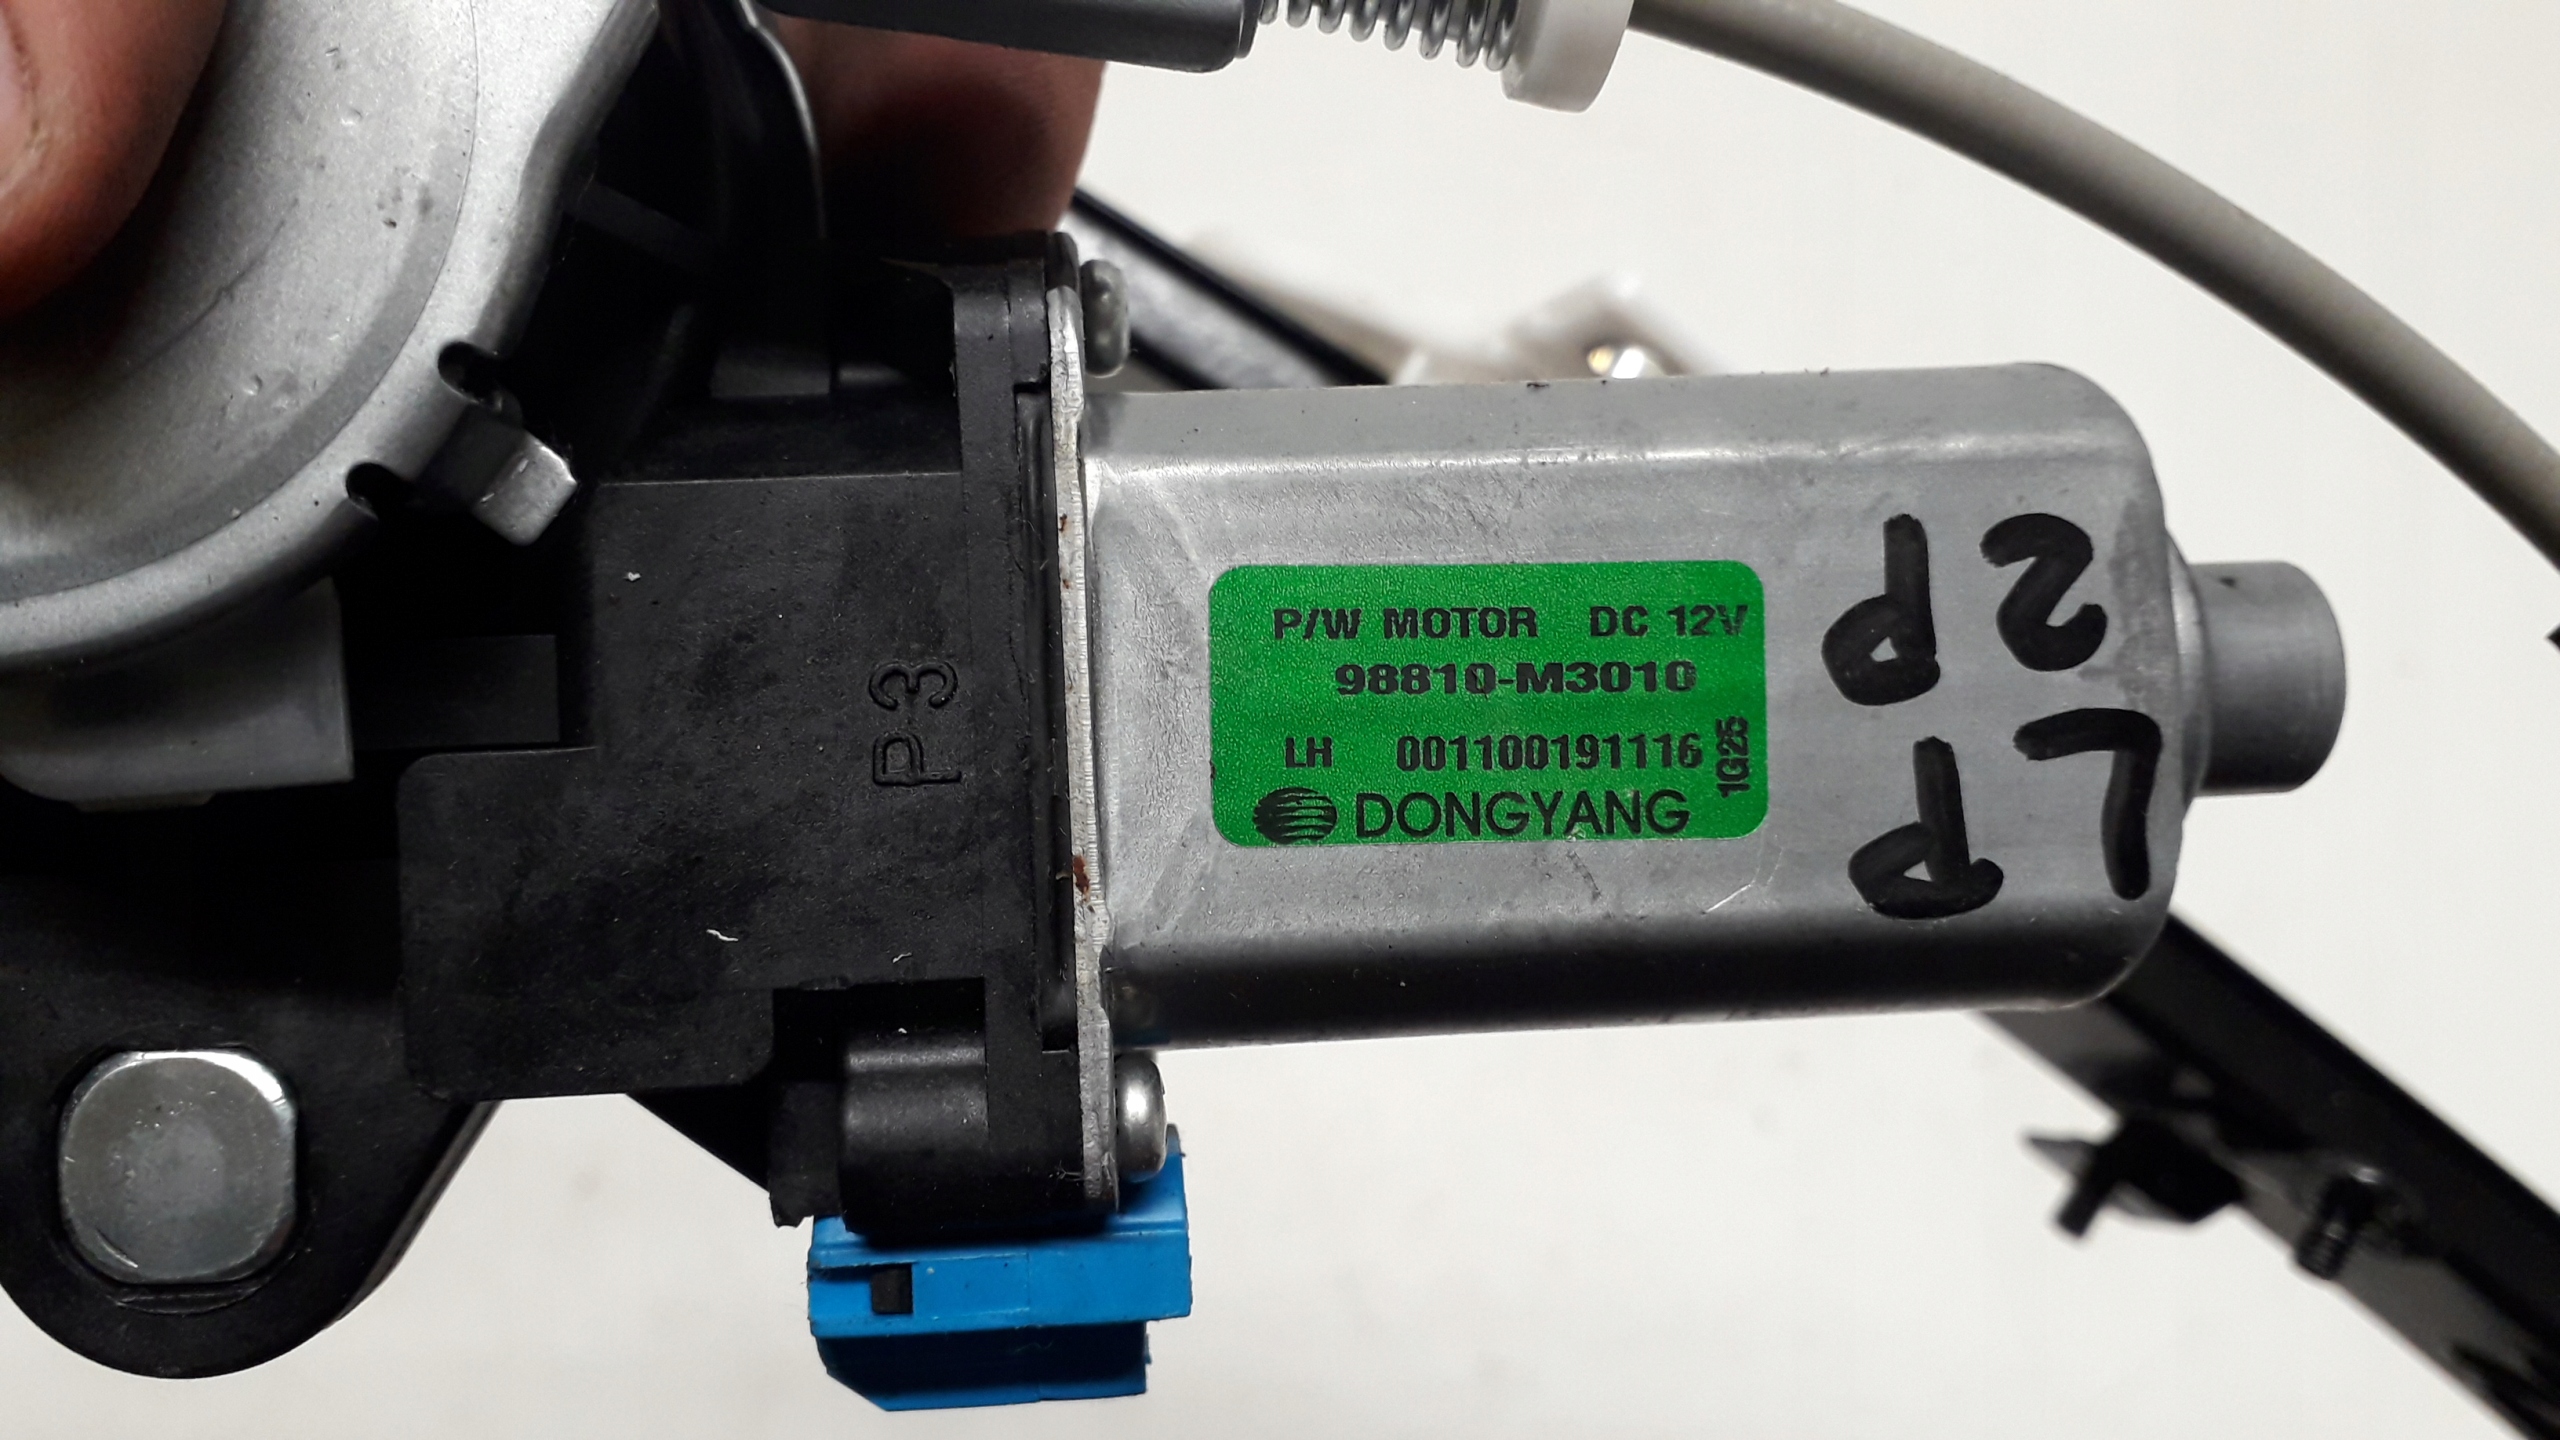 P/W MOTOR DC 12V
98810-M3010
LH 001100191116
1G25
DONGYANG
P3
LP
2P